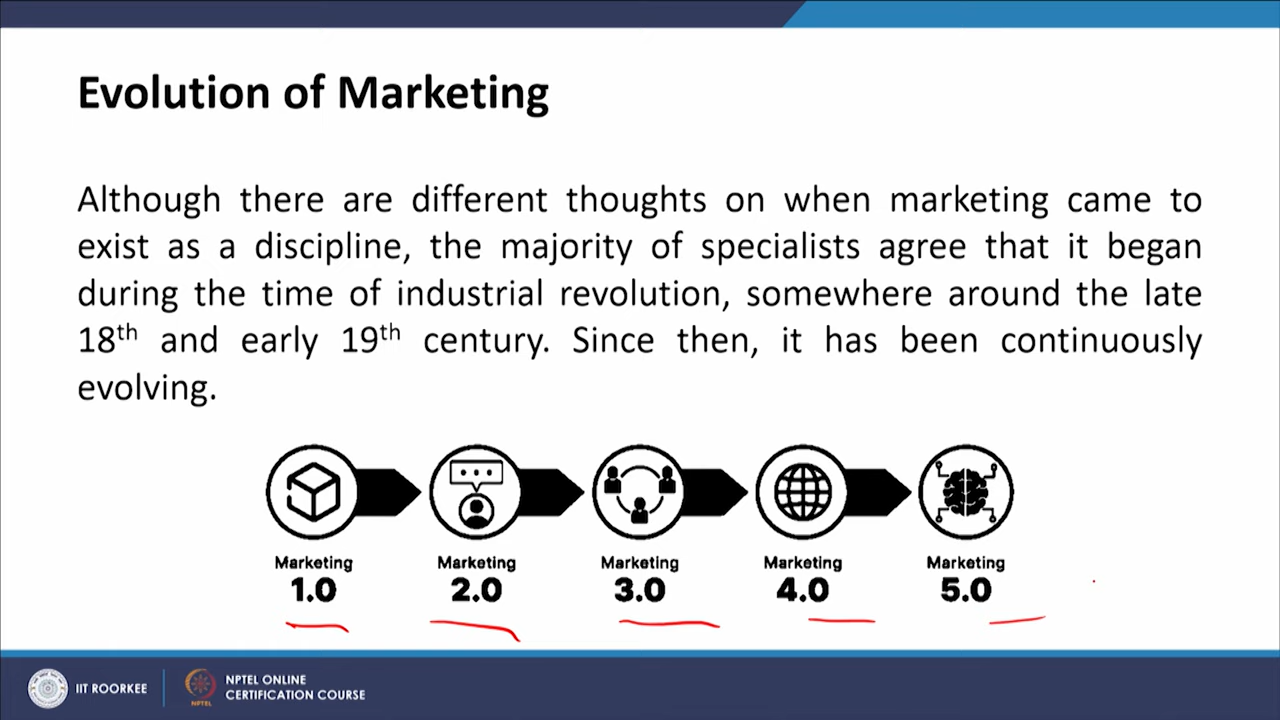 Evolution of Marketing
Although there are different thoughts on when marketing came to
exist as a discipline, the majority of specialists agree that it began
during the time of industrial revolution, somewhere around the late
18th and early 19th century. Since then, it has been continuously
evolving.
Marketing
1.0
Marketing
2.0
Marketing
3.0
Marketing
4.0
Marketing
5.0
IIT ROORKEE
NPTEL
NPTEL ONLINE
CERTIFICATION COURSE